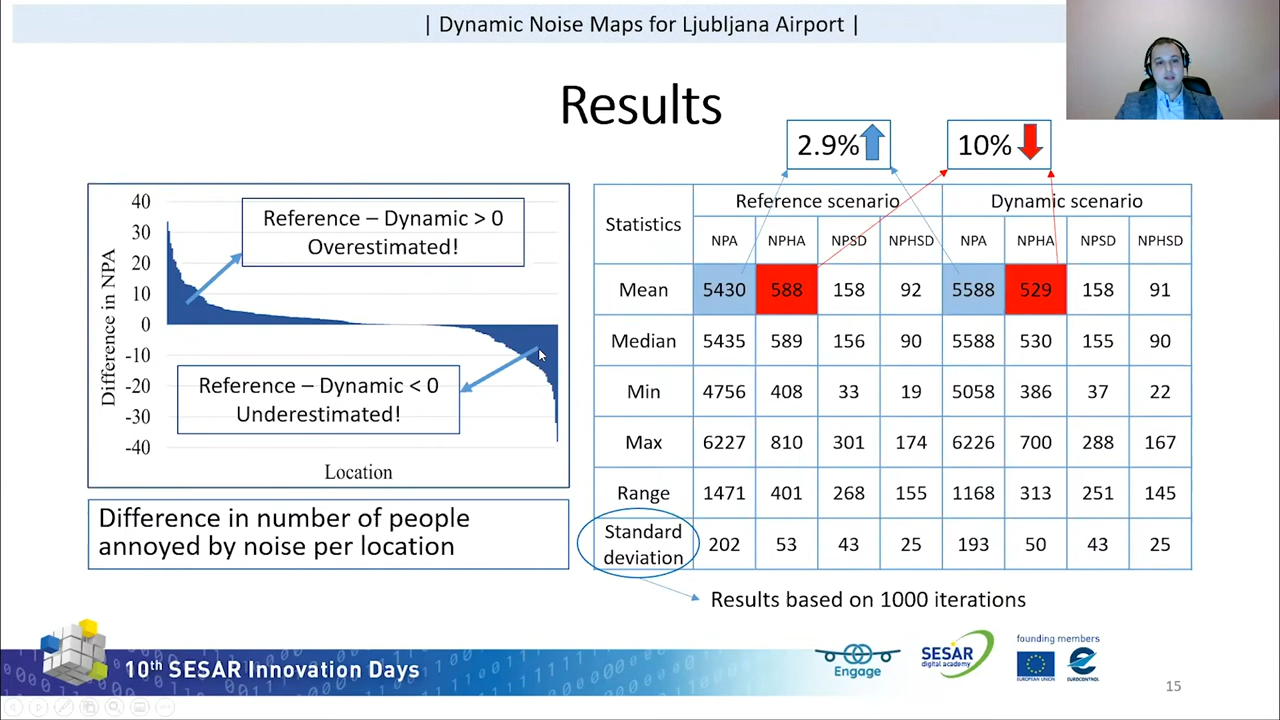 | Dynamic Noise Maps for Ljubljana Airport |
Results
2.9%
10%
40
30
20
10
0
-10
-20
-30
-40
Difference in NPA
Reference – Dynamic > 0
Overestimated!
Reference – Dynamic < 0
Underestimated!
Location
Difference in number of people
annoyed by noise per location
Statistics Reference scenario Dynamic scenario
NPA NPHA NPSD NPHSD NPA NPHA NPSD NPHSD
Mean 5430 588 158 92 5588 529 158 91
Median 5435 589 156 90 5588 530 155 90
Min 4756 408 33 19 5058 386 37 22
Max 6227 810 301 174 6226 700 288 167
Range 1471 401 268 155 1168 313 251 145
Standard
deviation 202 53 43 25 193 50 43 25
Results based on 1000 iterations
10th SESAR Innovation Days
Engage
SESAR
digital academy
founding members
EUROPEAN UNION
EUROCONTROL
15